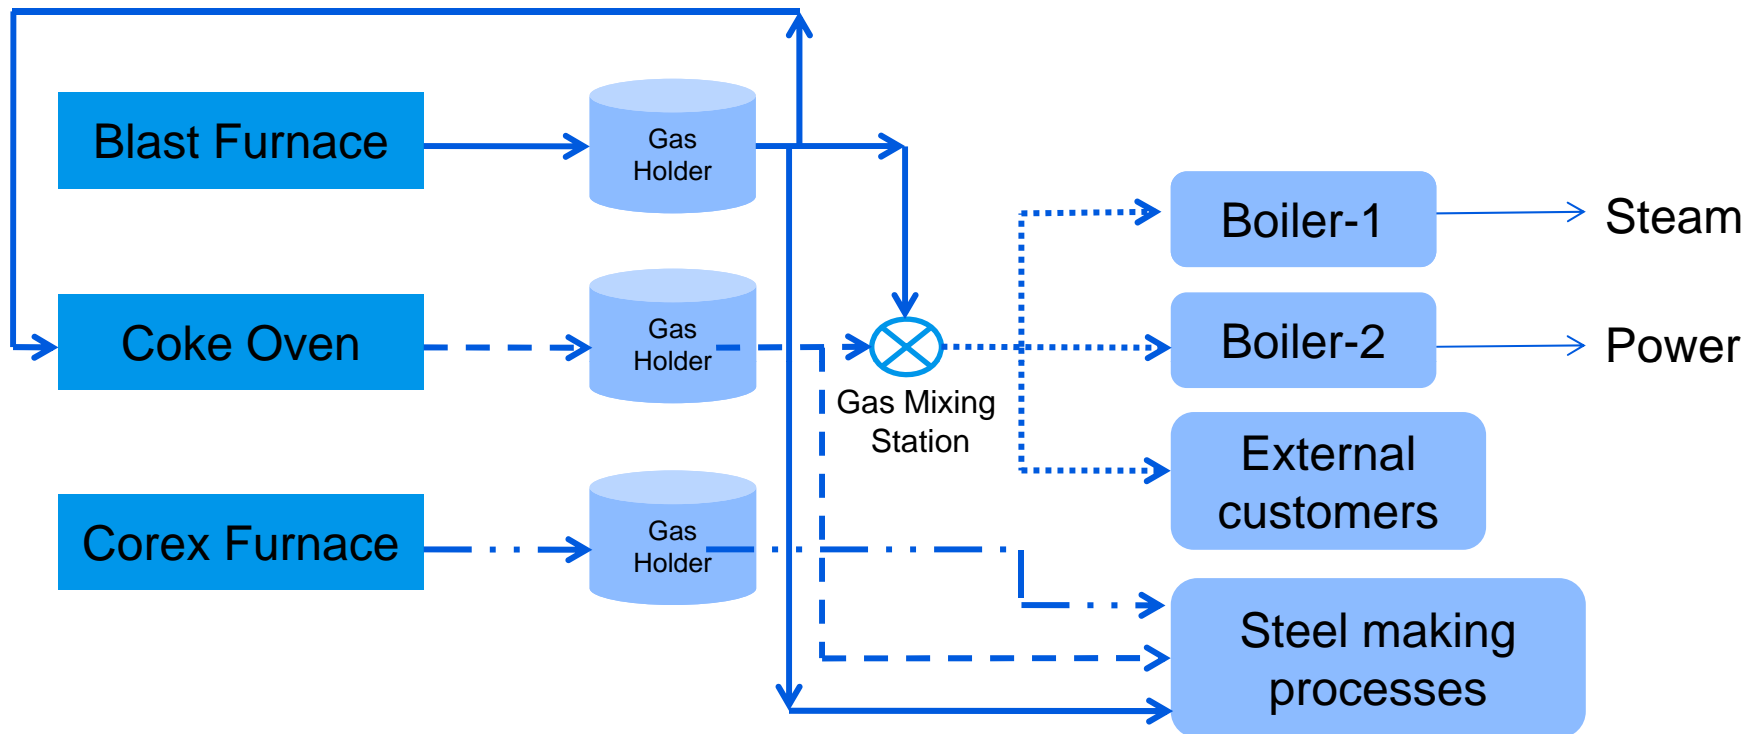 Blast Furnace
Gas
Holder
Boiler-1
Steam
Coke Oven
Gas
Holder
Boiler-2
Power
Gas Mixing
Station
External
customers
Corex Furnace
Gas
Holder
Steel making
processes